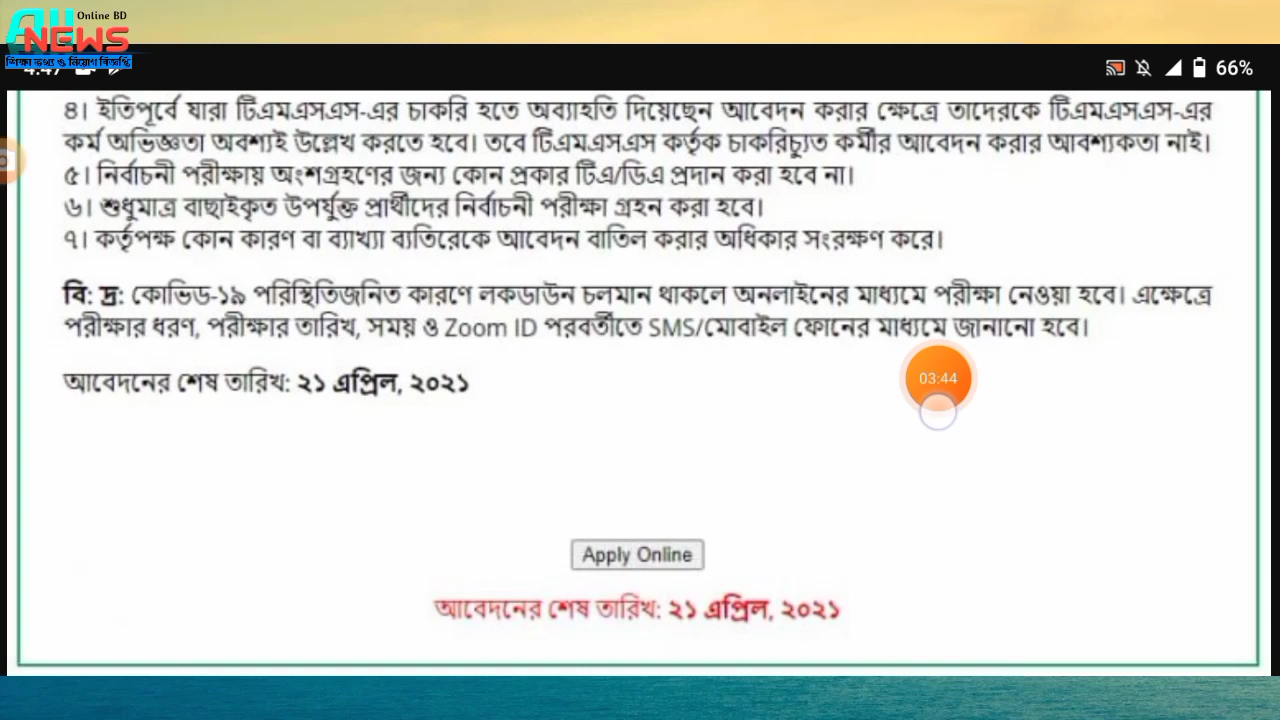 All Online BD
NEWS
শিক্ষা তথ্য ও নিয়োগ বিজ্ঞপ্তি
66%
৪। ইতিপূর্বে যারা টিএমএসএস-এর চাকরি হতে অব্যাহতি দিয়েছেন আবেদন করার ক্ষেত্রে তাদেরকে টিএমএসএস-এর
কর্ম অভিজ্ঞতা অবশ্যই উল্লেখ করতে হবে। তবে টিএমএসএস কর্তৃক চাকরিচ্যুত কর্মীর আবেদন করার আবশ্যকতা নাই।
৫। নির্বাচনী পরীক্ষায় অংশগ্রহণের জন্য কোন প্রকার টিএ/ডিএ প্রদান করা হবে না।
৬। শুধুমাত্র বাছাইকৃত উপর্যুক্ত প্রার্থীদের নির্বাচনী পরীক্ষা গ্রহন করা হবে।
৭। কর্তৃপক্ষ কোন কারণ বা ব্যাখ্যা ব্যতিরেকে আবেদন বাতিল করার অধিকার সংরক্ষণ করে।
বি: দ্র: কোভিড-১৯ পরিস্থিতিজনিত কারণে লকডাউন চলমান থাকলে অনলাইনের মাধ্যমে পরীক্ষা নেওয়া হবে। এক্ষেত্রে
পরীক্ষার ধরণ, পরীক্ষার তারিখ, সময় ও Zoom ID পরবর্তীতে SMS/মোবাইল ফোনের মাধ্যমে জানানো হবে।
03:44
আবেদনের শেষ তারিখ: ২১ এপ্রিল, ২০২১
Apply Online
আবেদনের শেষ তারিখ: ২১ এপ্রিল, ২০২১